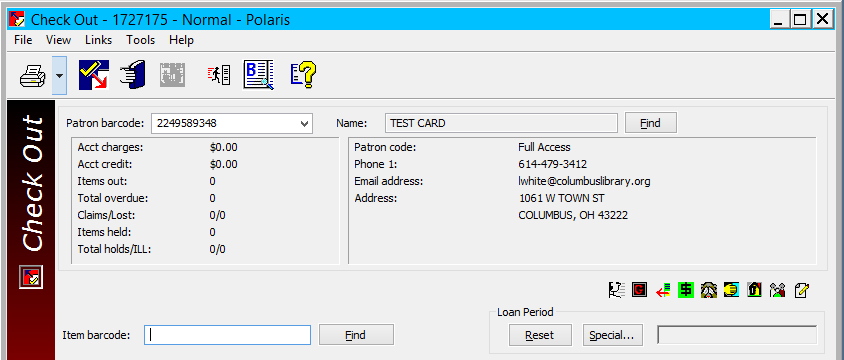 Check Out - 1727175 - Normal - Polaris
File View Links Tools Help
Check Out
Patron barcode: 2249589348 Name: TEST CARD Find
Acct charges: $0.00
Acct credit: $0.00
Items out: 0
Total overdue: 0
Claims/Lost: 0/0
Items held: 0
Total holds/ILL: 0/0
Patron code: Full Access
Phone 1: 614-479-3412
Email address: lwhite@columbuslibrary.org
Address: 1061 W TOWN ST
COLUMBUS, OH 43222
Loan Period
Item barcode: Find Reset Special...